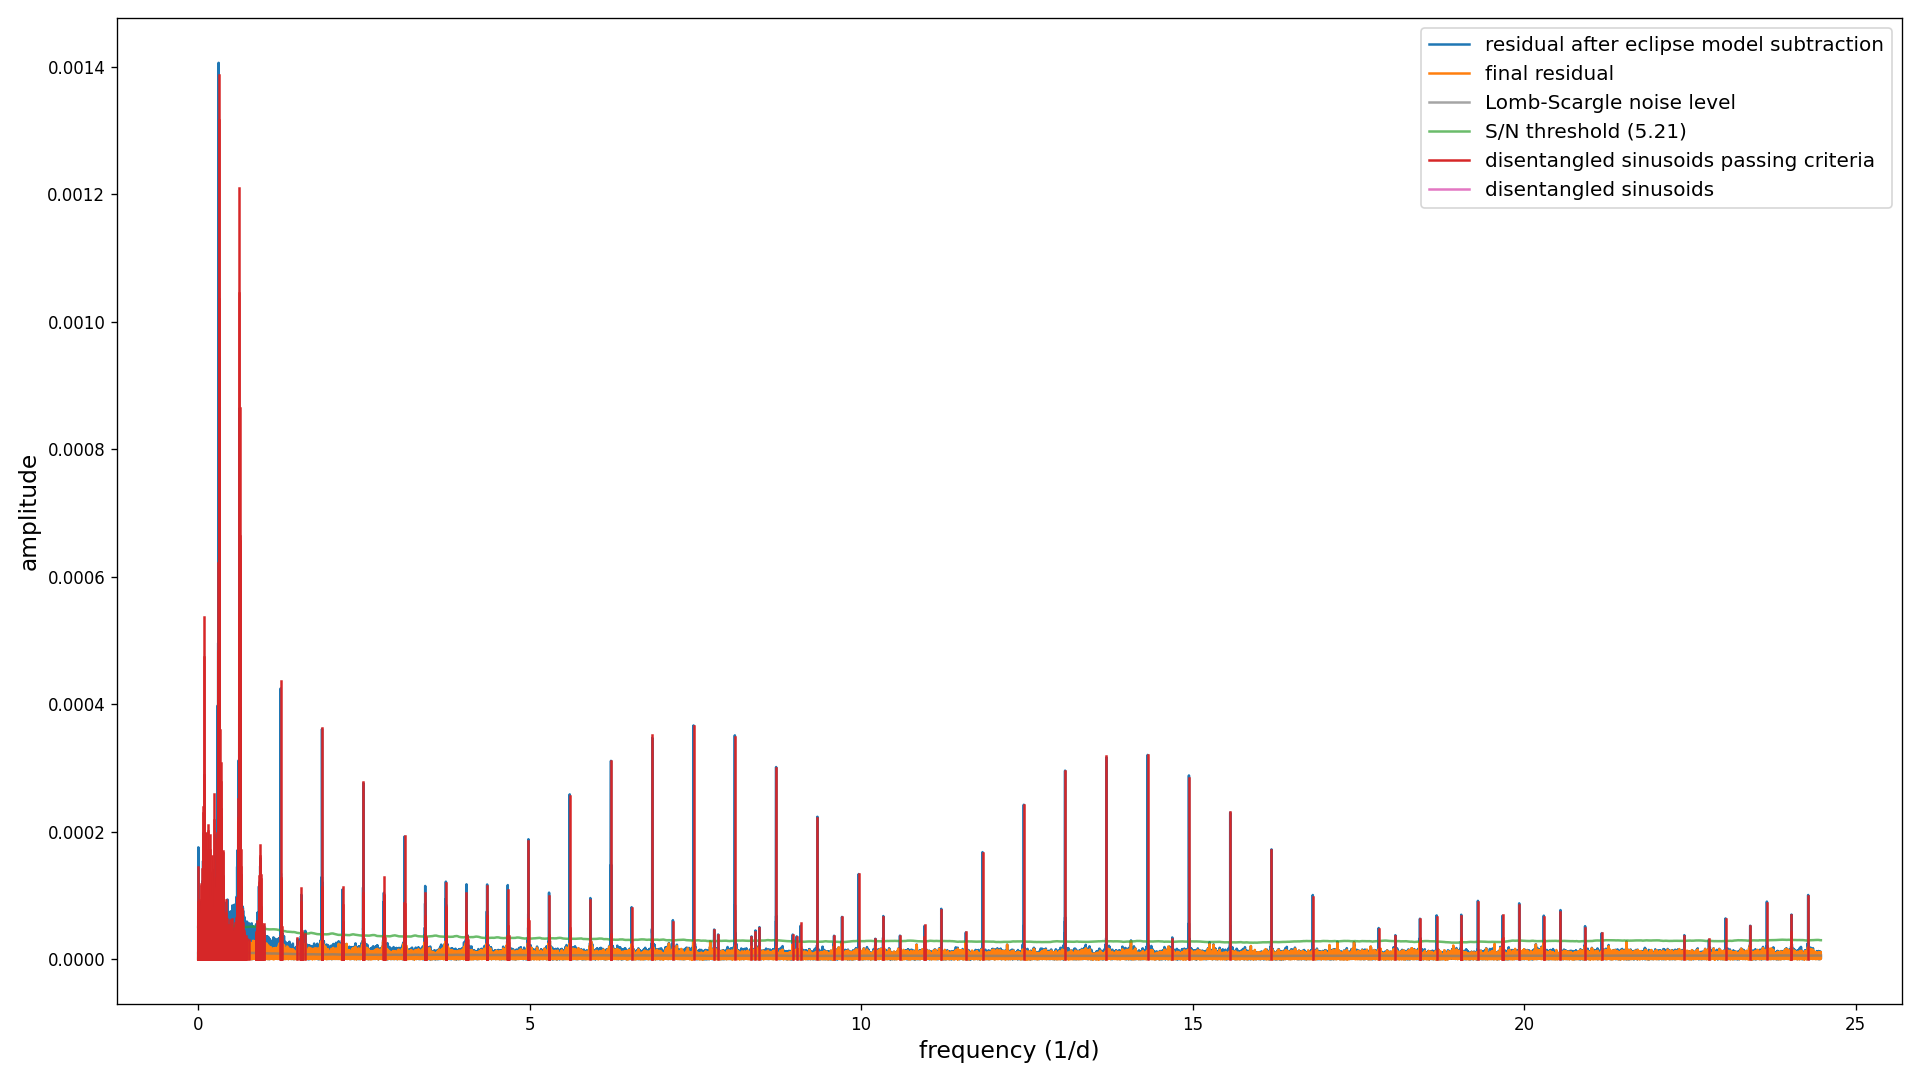 residual after eclipse model subtraction
final residual
Lomb-Scargle noise level
S/N threshold (5.21)
disentangled sinusoids passing criteria
disentangled sinusoids
0.0014
0.0012
0.0010
0.0008
0.0006
0.0004
0.0002
0.0000
amplitude
0 5 10 15 20 25
frequency (1/d)